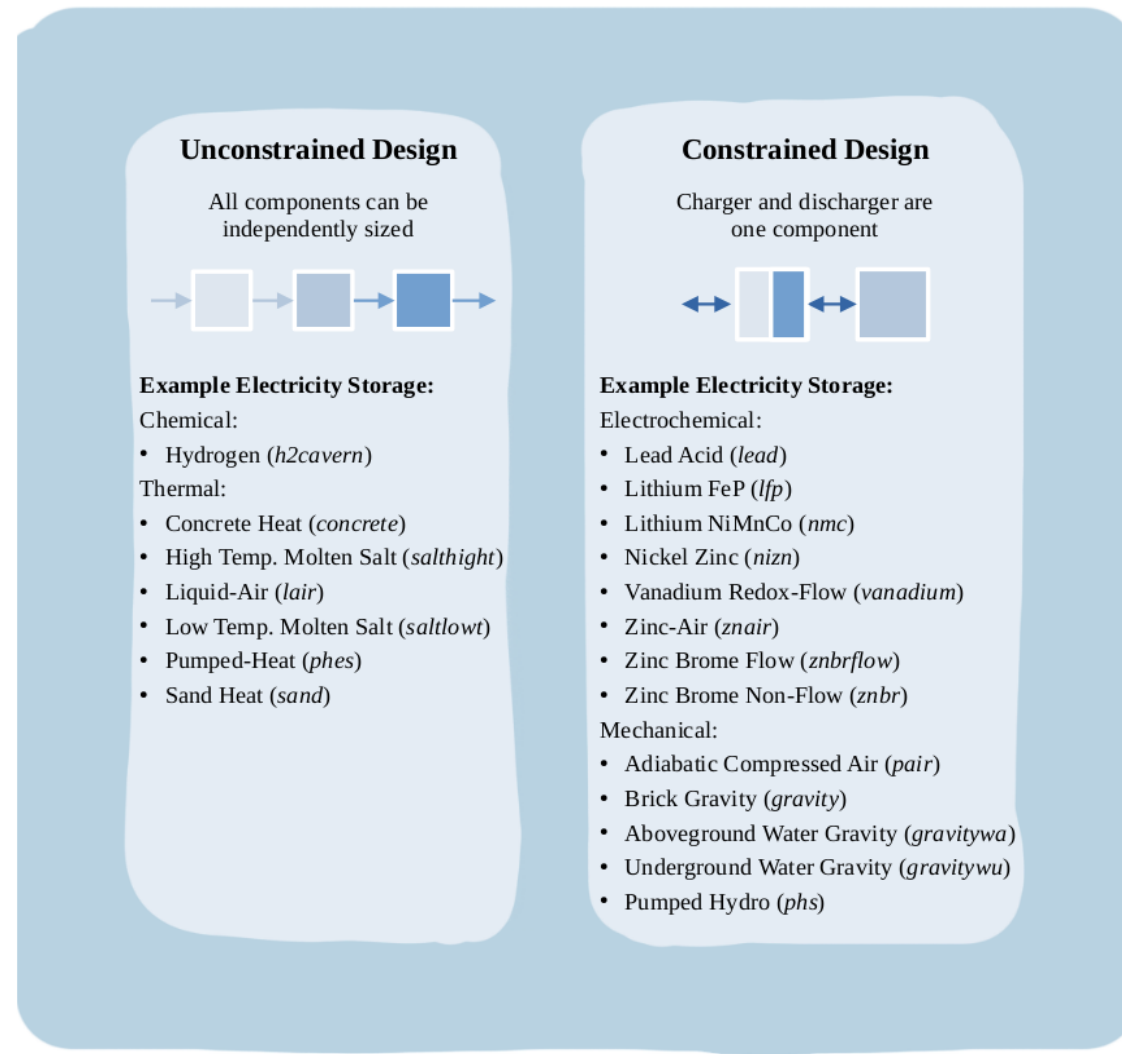 Unconstrained Design
All components can be
independently sized
Example Electricity Storage:
Chemical:
• Hydrogen (h2cavern)
Thermal:
• Concrete Heat (concrete)
• High Temp. Molten Salt (salthight)
• Liquid-Air (lair)
• Low Temp. Molten Salt (saltlowt)
• Pumped-Heat (phes)
• Sand Heat (sand)
Constrained Design
Charger and discharger are
one component
Example Electricity Storage:
Electrochemical:
• Lead Acid (lead)
• Lithium FeP (lfp)
• Lithium NiMnCo (nmc)
• Nickel Zinc (nizn)
• Vanadium Redox-Flow (vanadium)
• Zinc-Air (znair)
• Zinc Brome Flow (znbrflow)
• Zinc Brome Non-Flow (znbr)
Mechanical:
• Adiabatic Compressed Air (pair)
• Brick Gravity (gravity)
• Aboveground Water Gravity (gravitywa)
• Underground Water Gravity (gravitywu)
• Pumped Hydro (phs)